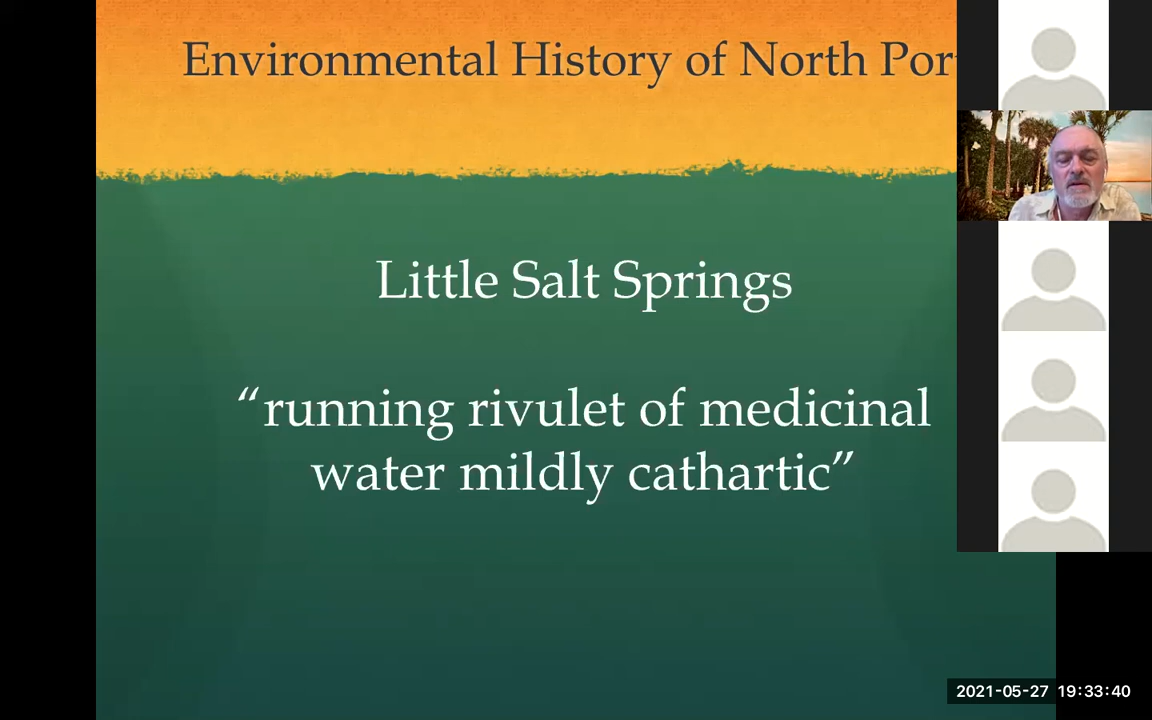 Environmental History of North Por
Little Salt Springs
“running rivulet of medicinal
water mildly cathartic”
2021-05-27 19:33:40